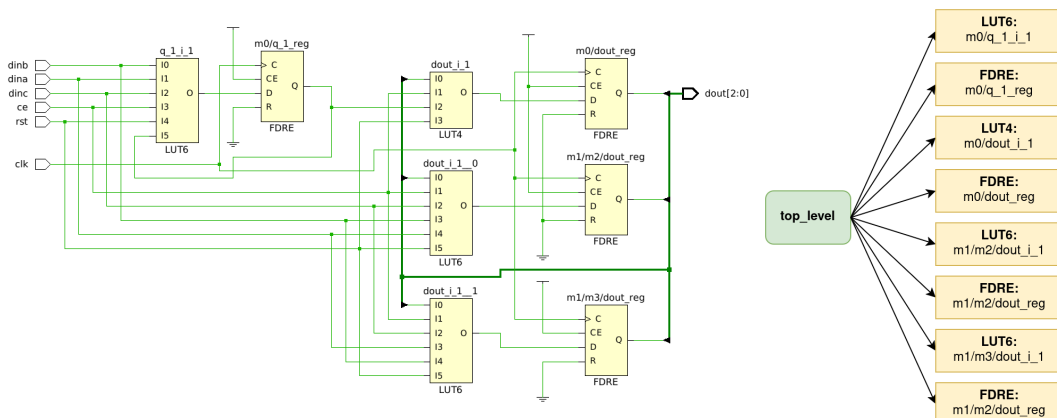 dinb
dina
dinc
ce
rst
clk
q_1_i_1
I0
I1
I2
I3
I4
I5
O
LUT6
m0/q_1_reg
C
CE
D
R
Q
FDRE
dout_i_1
I0
I1
I2
I3
O
LUT4
dout_i_1__0
I0
I1
I2
I3
I4
I5
O
LUT6
dout_i_1__1
I0
I1
I2
I3
I4
I5
O
LUT6
m0/dout_reg
C
CE
D
R
Q
FDRE
m1/m2/dout_reg
C
CE
D
R
Q
FDRE
m1/m3/dout_reg
C
CE
D
R
Q
FDRE
dout[2:0]
top_level
LUT6:
m0/q_1_i_1
FDRE:
m0/q_1_reg
LUT4:
m0/dout_i_1
FDRE:
m0/dout_reg
LUT6:
m1/m2/dout_i_1
FDRE:
m1/m2/dout_reg
LUT6:
m1/m3/dout_i_1
FDRE:
m1/m2/dout_reg